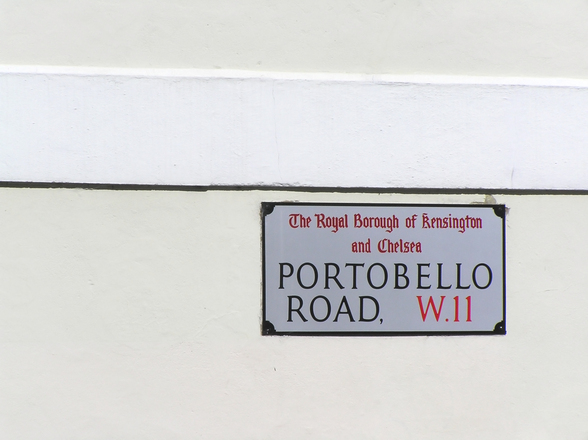 The Royal Borough of Kensington
and Chelsea
PORTOBELLO
ROAD, W.11